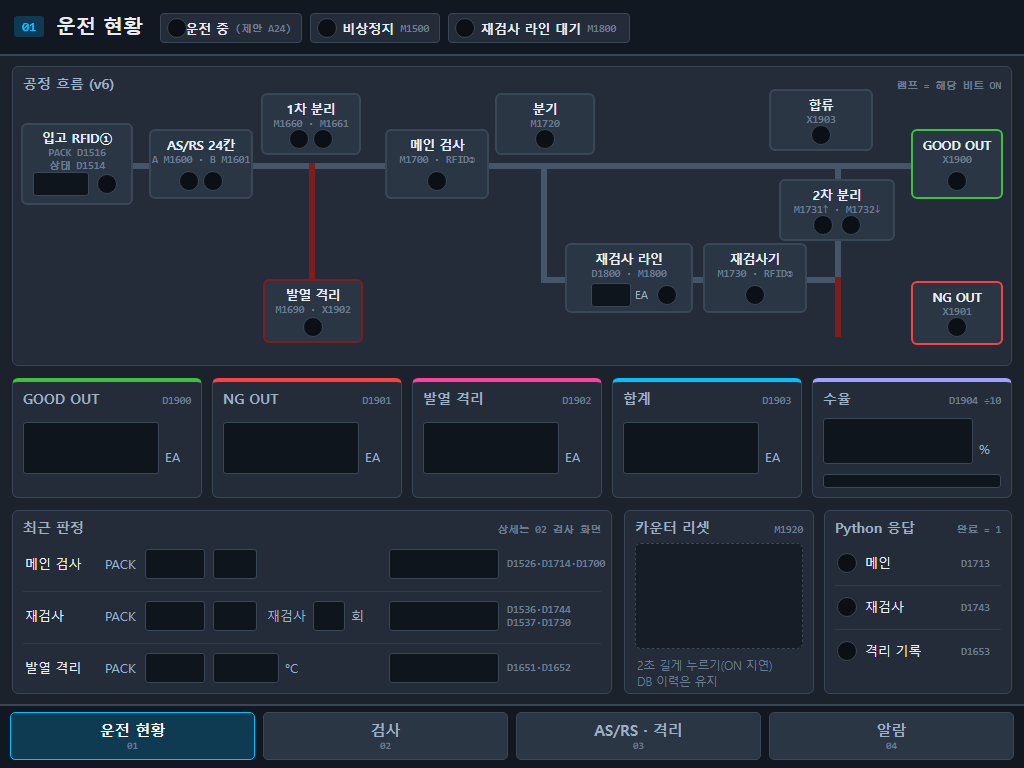 01 운전 현황 운전 중 (제안 A24) 비상정지 M1500 재검사 라인 대기 M1800
공정 흐름 (v6) 램프 = 해당 비트 ON
입고 RFID①
PACK D1516
상태 D1514
AS/RS 24칸
A M1600 · B M1601
1차 분리
M1660 · M1661
메인 검사
M1700 · RFID②
분기
M1720
합류
X1903
GOOD OUT
X1900
2차 분리
M1731↑ · M1732↓
발열 격리
M1690 · X1902
재검사 라인
D1800 · M1800
EA
재검사기
M1730 · RFID③
NG OUT
X1901
GOOD OUT D1900
EA
NG OUT D1901
EA
발열 격리 D1902
EA
합계 D1903
EA
수율 D1904 ÷10
%
최근 판정 상세는 02 검사 화면
메인 검사 PACK D1526·D1714·D1700
재검사 PACK 재검사 회 D1536·D1744
D1537·D1730
발열 격리 PACK °C D1651·D1652
카운터 리셋 M1920
2초 길게 누르기(ON 지연)
DB 이력은 유지
Python 응답 완료 = 1
메인 D1713
재검사 D1743
격리 기록 D1653
운전 현황
01
검사
02
AS/RS · 격리
03
알람
04